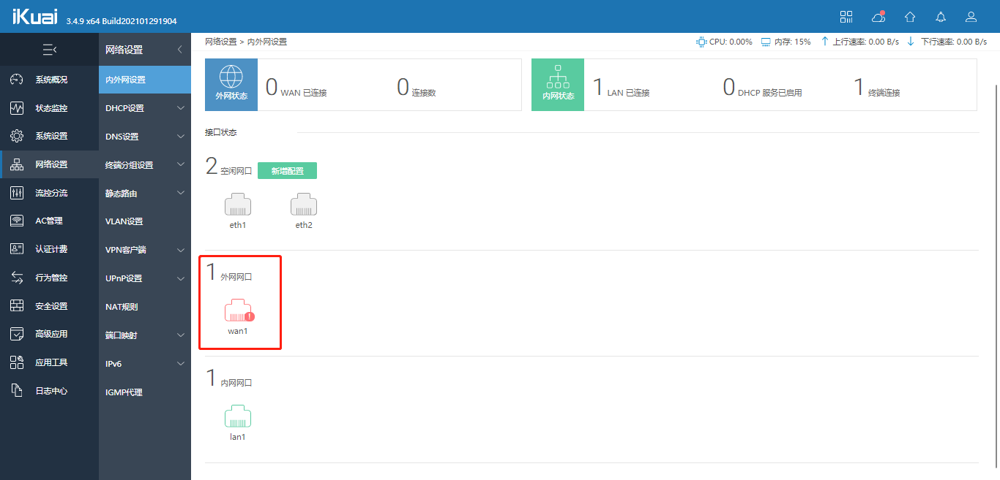 iKuai 3.4.9 x64 Build202101291904
系统概况
状态监控
系统设置
网络设置
流控分流
AC管理
认证计费
行为管控
安全设置
高级应用
应用工具
日志中心
网络设置
内外网设置
DHCP设置
DNS设置
终端分组设置
静态路由
VLAN设置
VPN客户端
UPnP设置
NAT规则
端口映射
IPv6
IGMP代理
网络设置 > 内外网设置
CPU: 0.00% 内存: 15% 上行速率: 0.00 B/s 下行速率: 0.00 B/s
外网状态
0 WAN 已连接
0 连接数
内网状态
1 LAN 已连接
0 DHCP 服务已启用
1 终端连接
接口状态
2 空闲网口 新增配置
eth1 eth2
1 外网网口
!
wan1
1 内网网口
lan1